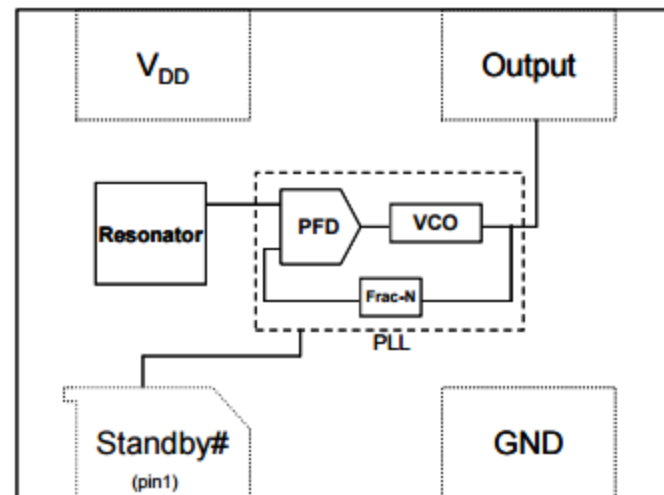 VDD
Output
Resonator
PFD
VCO
Frac-N
PLL
Standby#
(pin1)
GND